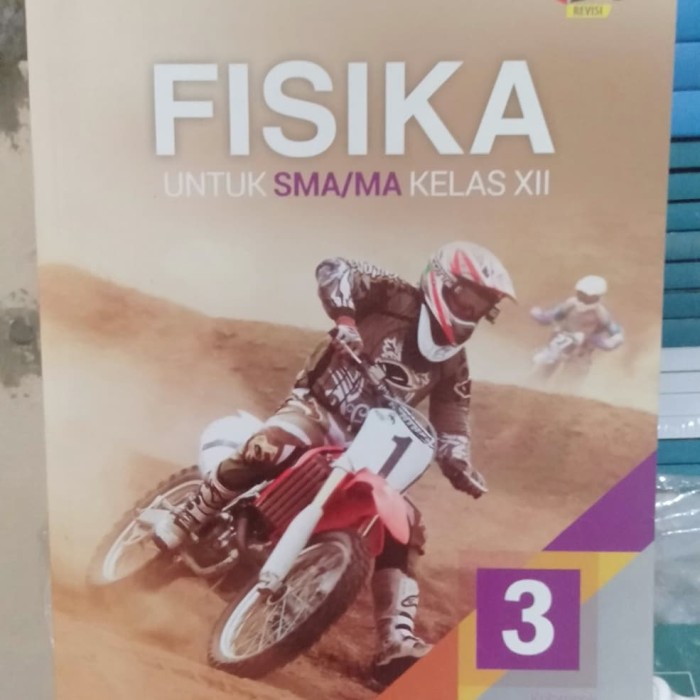 REVISI
FISIKA
UNTUK SMA/MA KELAS XII
1
3